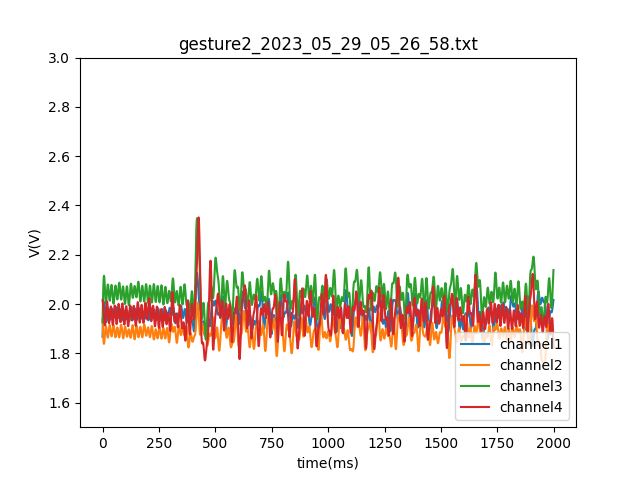 gesture2_2023_05_29_05_26_58.txt
3.0
2.8
2.6
2.4
2.2
2.0
1.8
1.6
V(V)
channel1
channel2
channel3
channel4
0 250 500 750 1000 1250 1500 1750 2000
time(ms)